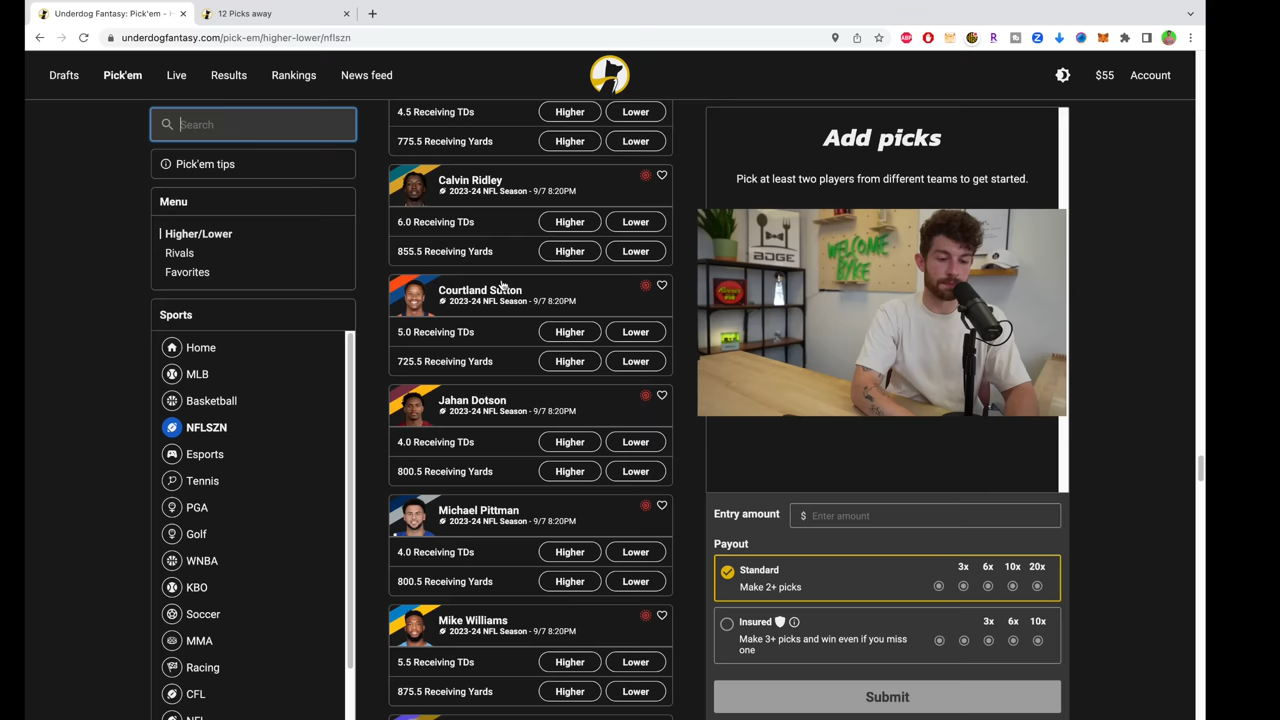 Underdog Fantasy: Pick'em - H
12 Picks away
underdogfantasy.com/pick-em/higher-lower/nflszn
Drafts
Pick'em
Live
Results
Rankings
News feed
$55
Account
Search
Pick'em tips
Menu
Higher/Lower
Rivals
Favorites
Sports
Home
MLB
Basketball
NFLSZN
Esports
Tennis
PGA
Golf
WNBA
KBO
Soccer
MMA
Racing
CFL
NFL
4.5 Receiving TDs Higher Lower
775.5 Receiving Yards Higher Lower
Calvin Ridley
2023-24 NFL Season - 9/7 8:20PM
6.0 Receiving TDs Higher Lower
855.5 Receiving Yards Higher Lower
Courtland Sutton
2023-24 NFL Season - 9/7 8:20PM
5.0 Receiving TDs Higher Lower
725.5 Receiving Yards Higher Lower
Jahan Dotson
2023-24 NFL Season - 9/7 8:20PM
4.0 Receiving TDs Higher Lower
800.5 Receiving Yards Higher Lower
Michael Pittman
2023-24 NFL Season - 9/7 8:20PM
4.0 Receiving TDs Higher Lower
800.5 Receiving Yards Higher Lower
Mike Williams
2023-24 NFL Season - 9/7 8:20PM
5.5 Receiving TDs Higher Lower
875.5 Receiving Yards Higher Lower
Add picks
Pick at least two players from different teams to get started.
BDGE
WELCOME
BYKE
Entry amount $ Enter amount
Payout
Standard 3x 6x 10x 20x
Make 2+ picks
Insured 3x 6x 10x
Make 3+ picks and win even if you miss
one
Submit